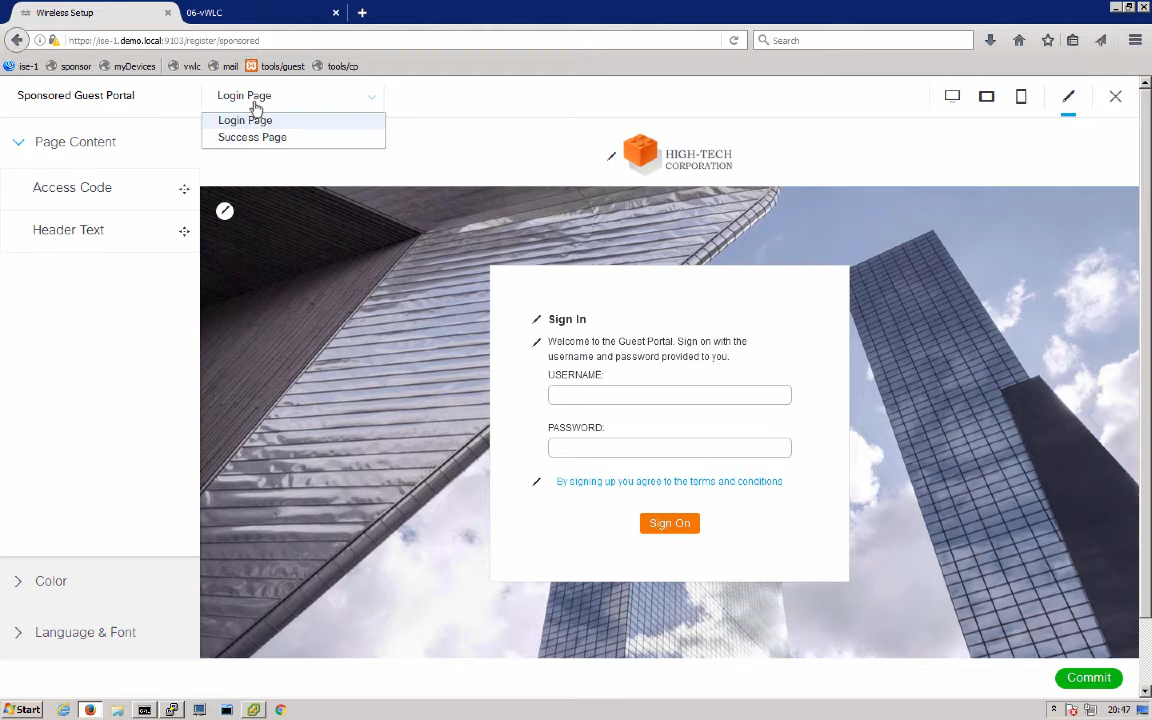 Wireless Setup
06-vWLC
https://ise-1.demo.local:9103/register/sponsored
Search
ise-1
sponsor
myDevices
vwlc
mail
tools/guest
tools/cp
Sponsored Guest Portal
Login Page
Login Page
Success Page
Page Content
Access Code
Header Text
Color
Language & Font
HIGH-TECH
CORPORATION
Sign In
Welcome to the Guest Portal. Sign on with the
username and password provided to you.
USERNAME:
PASSWORD:
By signing up you agree to the terms and conditions
Sign On
Commit
Start
20:47